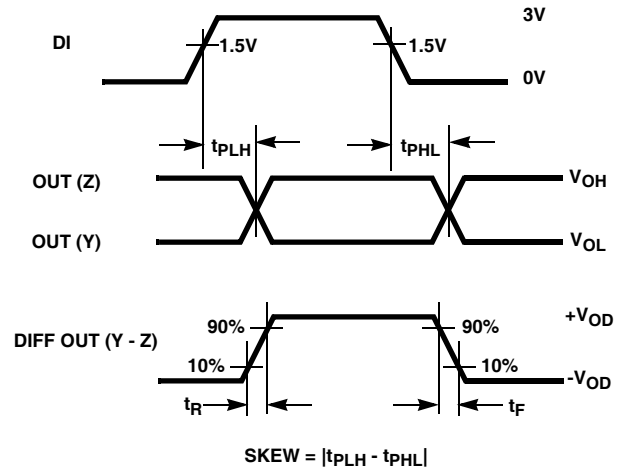 3V
DI
1.5V
1.5V
0V
tPLH
tPHL
OUT (Z)
VOH
OUT (Y)
VOL
+VOD
90%
90%
DIFF OUT (Y - Z)
10%
10%
-VOD
tR
tF
SKEW = |tPLH - tPHL|